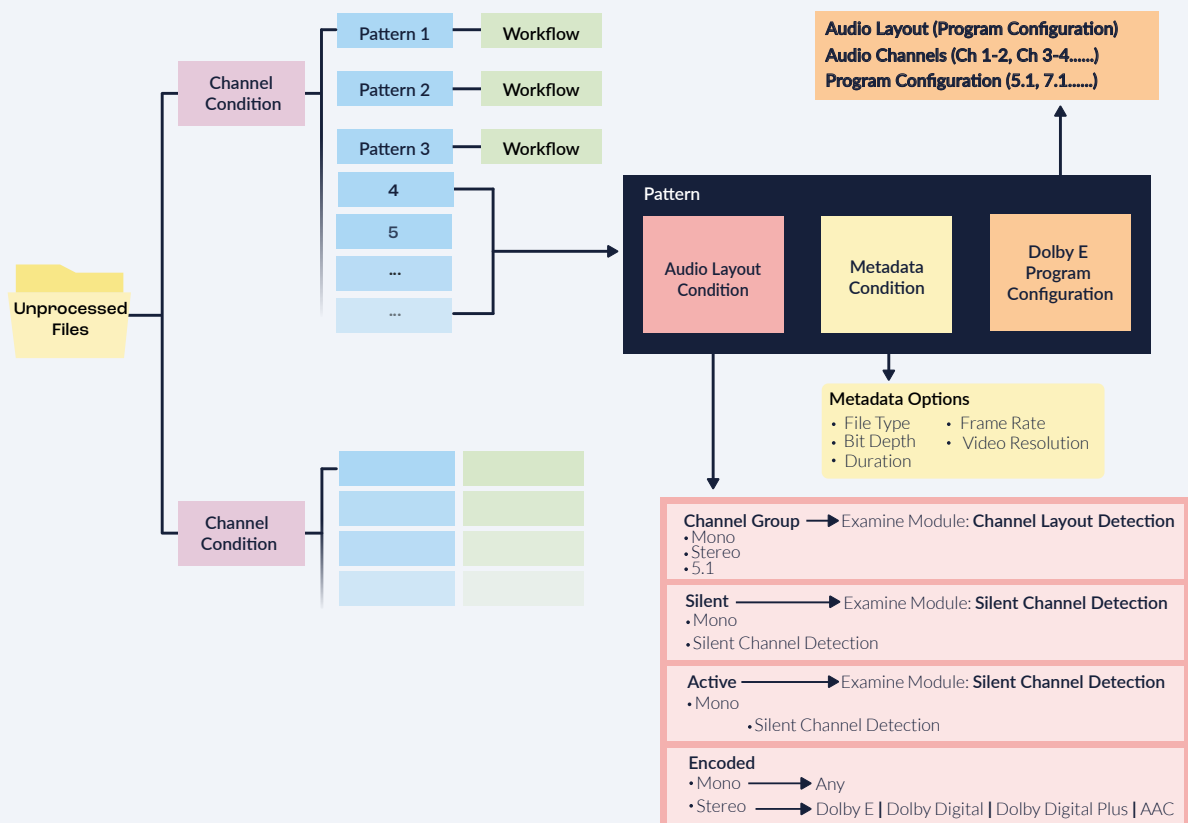 Unprocessed
Files
Channel
Condition
Pattern 1
Workflow
Pattern 2
Workflow
Pattern 3
Workflow
4
5
...
...
Channel
Condition
Audio Layout (Program Configuration)
Audio Channels (Ch 1-2, Ch 3-4......)
Program Configuration (5.1, 7.1......)
Pattern
Audio Layout
Condition
Metadata
Condition
Dolby E
Program
Configuration
Metadata Options
• File Type
• Bit Depth
• Duration
• Frame Rate
• Video Resolution
Channel Group Examine Module: Channel Layout Detection
• Mono
• Stereo
• 5.1
Silent Examine Module: Silent Channel Detection
• Mono
• Silent Channel Detection
Active Examine Module: Silent Channel Detection
• Mono
• Silent Channel Detection
Encoded
• Mono Any
• Stereo Dolby E | Dolby Digital | Dolby Digital Plus | AAC